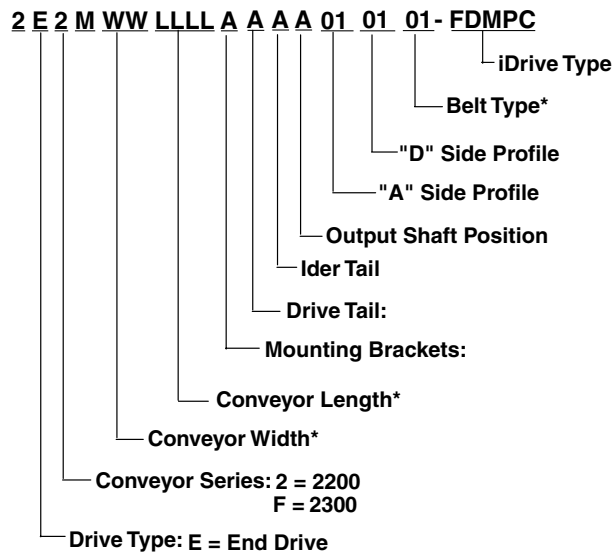 2 E 2 M WW LLLL A A A A 01 01 01- FDMPC
iDrive Type
Belt Type*
"D" Side Profile
"A" Side Profile
Output Shaft Position
Ider Tail
Drive Tail:
Mounting Brackets:
Conveyor Length*
Conveyor Width*
Conveyor Series: 2 = 2200
F = 2300
Drive Type: E = End Drive